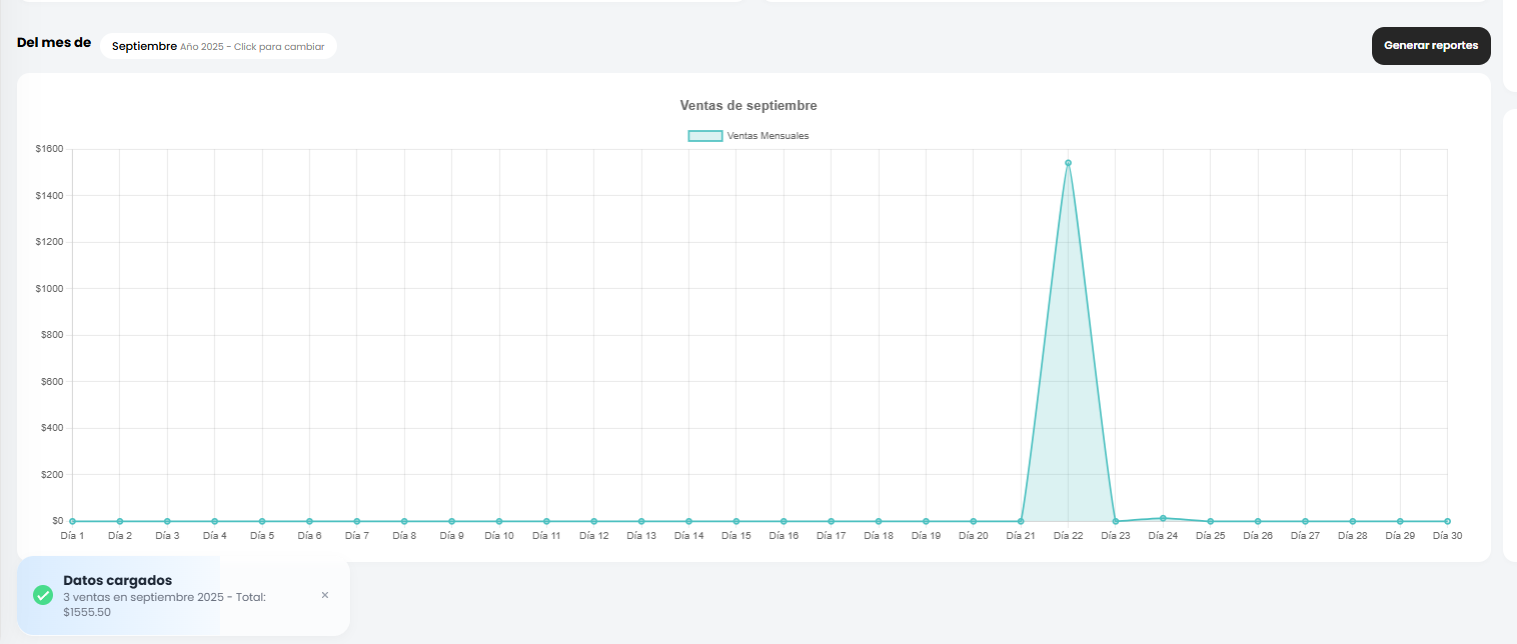 Del mes de
Septiembre Año 2025 - Click para cambiar
Generar reportes
Ventas de septiembre
Ventas Mensuales
$1600
$1400
$1200
$1000
$800
$600
$400
$200
$0
Día 1 Día 2 Día 3 Día 4 Día 5 Día 6 Día 7 Día 8 Día 9 Día 10 Día 11 Día 12 Día 13 Día 14 Día 15 Día 16 Día 17 Día 18 Día 19 Día 20 Día 21 Día 22 Día 23 Día 24 Día 25 Día 26 Día 27 Día 28 Día 29 Día 30
Datos cargados
3 ventas en septiembre 2025 - Total:
$1555.50
×